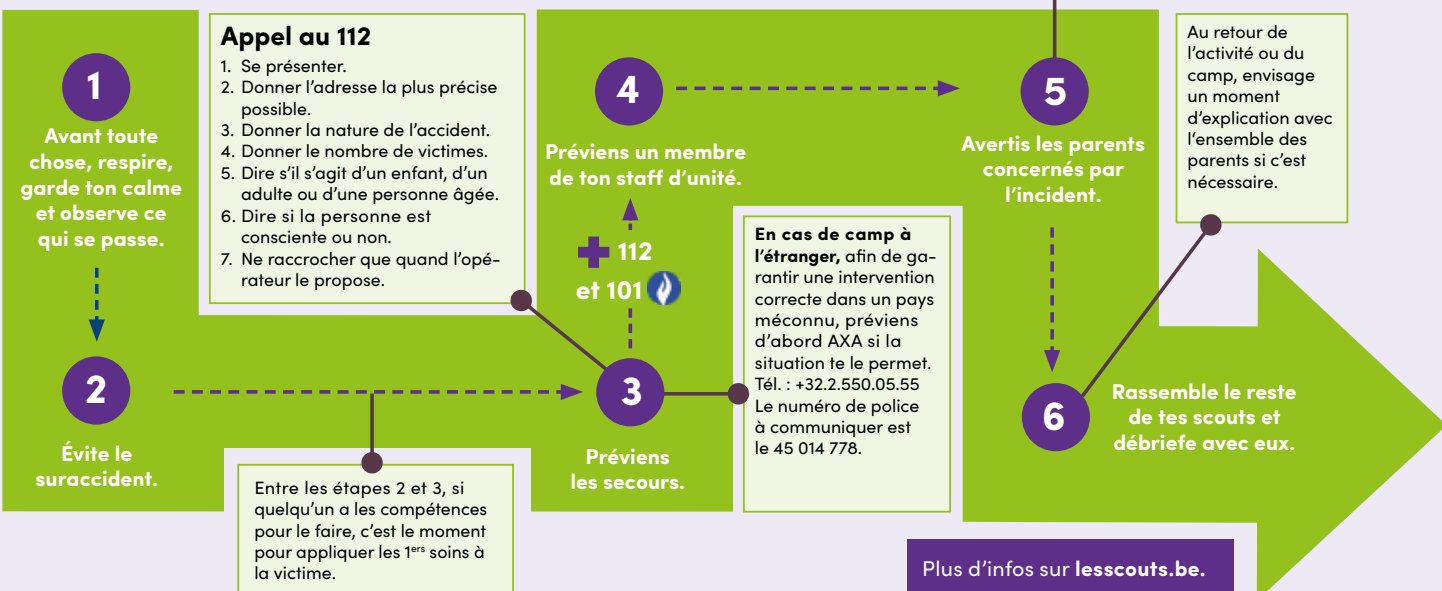 1
Avant toute
chose, respire,
garde ton calme
et observe ce
qui se passe.
2
Évite le
suraccident.
Entre les étapes 2 et 3, si
quelqu'un a les compétences
pour le faire, c'est le moment
pour appliquer les 1ers soins à
la victime.
3
Préviens
les secours.
Appel au 112
1. Se présenter.
2. Donner l'adresse la plus précise
possible.
3. Donner la nature de l'accident.
4. Donner le nombre de victimes.
5. Dire s'il s'agit d'un enfant, d'un
adulte ou d'une personne âgée.
6. Dire si la personne est
consciente ou non.
7. Ne raccrocher que quand l'opé-
rateur le propose.
En cas de camp à
l'étranger, afin de ga-
rantir une intervention
correcte dans un pays
méconnu, préviens
d'abord AXA si la
situation te le permet.
Tél. : +32.2.550.05.55
Le numéro de police
à communiquer est
le 45 014 778.
112
et 101
4
Préviens un membre
de ton staff d'unité.
5
Avertis les parents
concernés par
l'incident.
6
Rassemble le reste
de tes scouts et
débriefe avec eux.
Au retour de
l'activité ou du
camp, envisage
un moment
d'explication avec
l'ensemble des
parents si c'est
nécessaire.
Plus d'infos sur lesscouts.be.